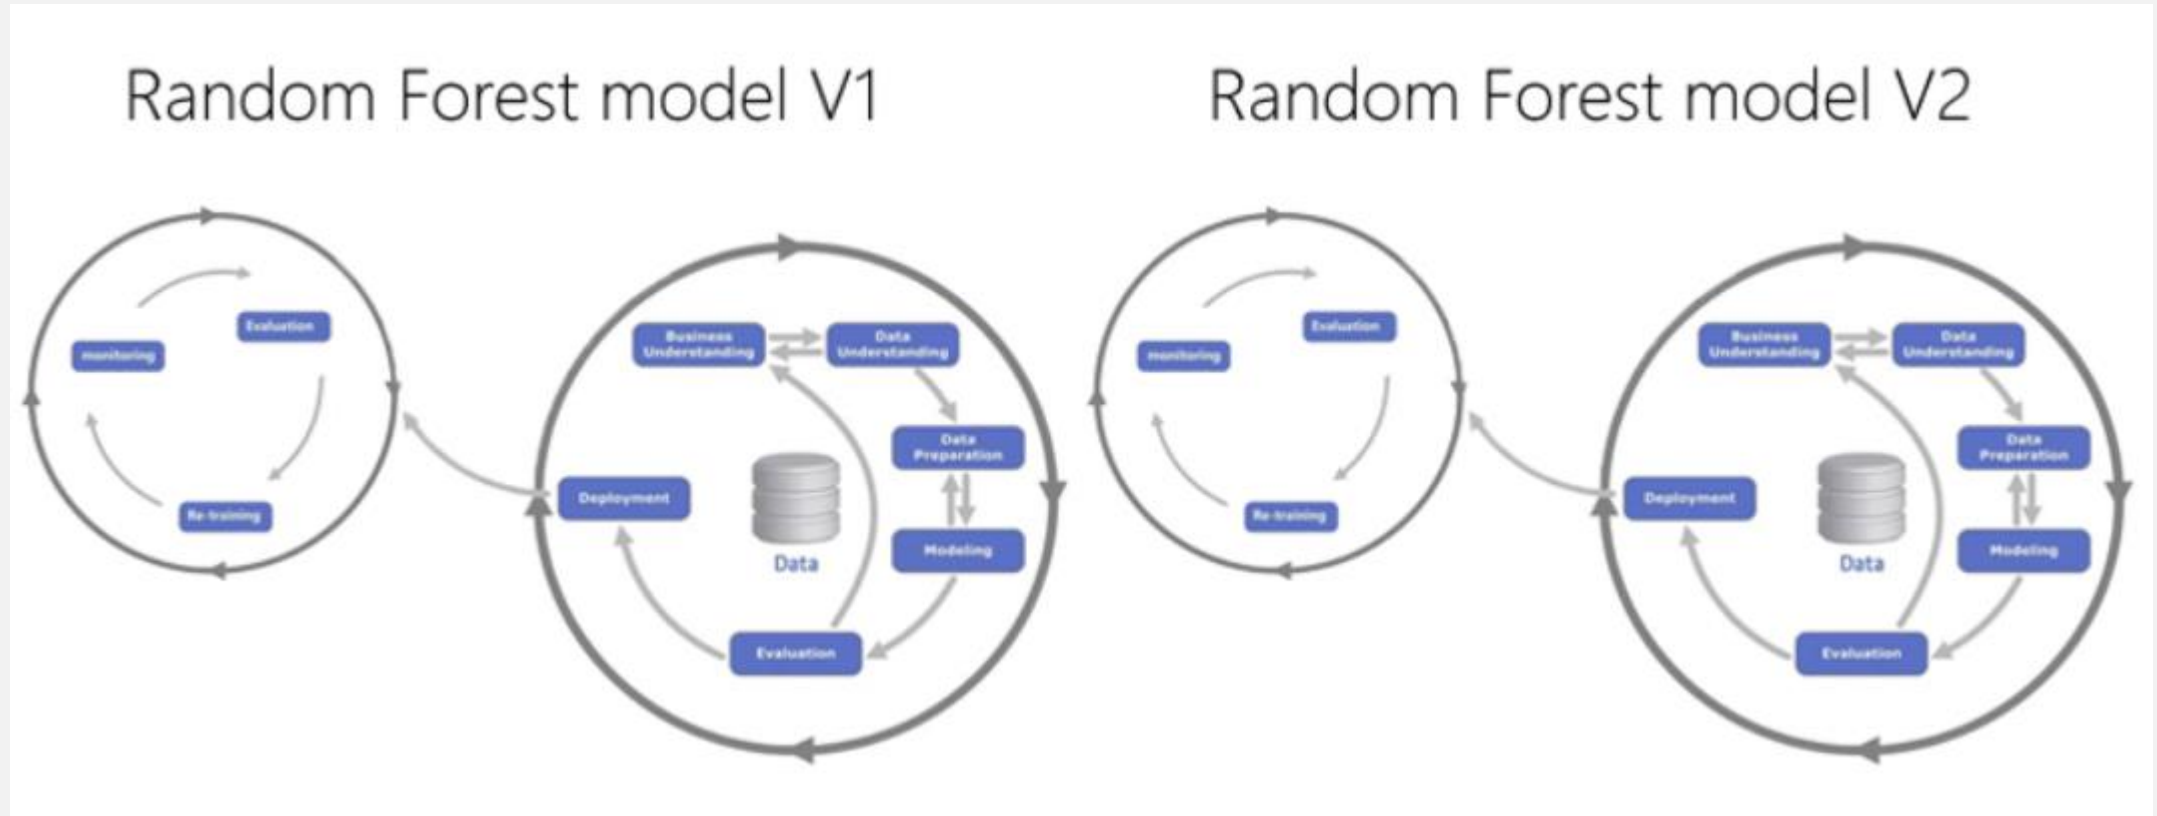 Random Forest model V1
Random Forest model V2
monitoring
Evaluation
Re-training
Business
Understanding
Data
Understanding
Data
Preparation
Modeling
Evaluation
Deployment
Data
monitoring
Evaluation
Re-training
Business
Understanding
Data
Understanding
Data
Preparation
Modeling
Evaluation
Deployment
Data